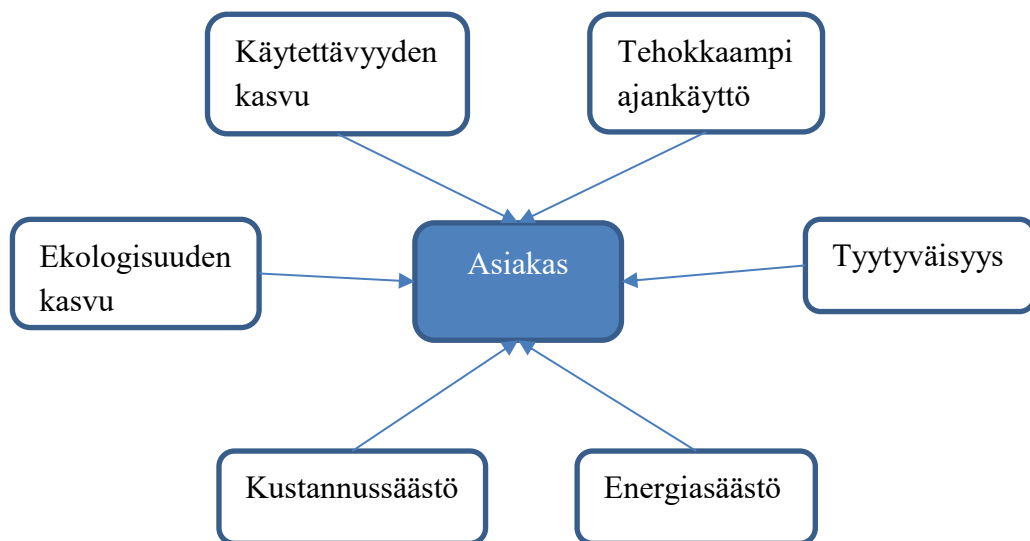 Käytettävyyden
kasvu
Tehokkaampi
ajankäyttö
Ekologisuuden
kasvu
Asiakas
Tyytyväisyys
Kustannussäästö
Energiasäästö